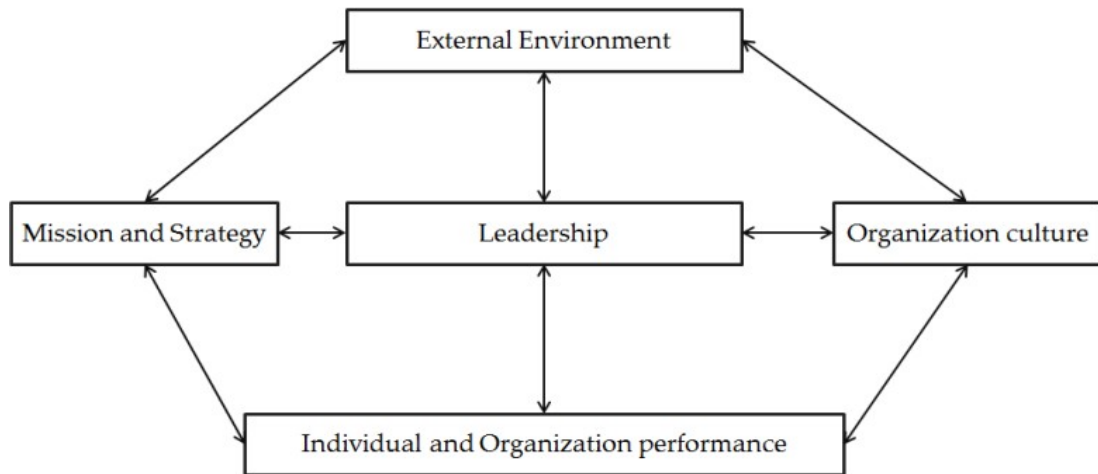 External Environment
Mission and Strategy
Leadership
Organization culture
Individual and Organization performance